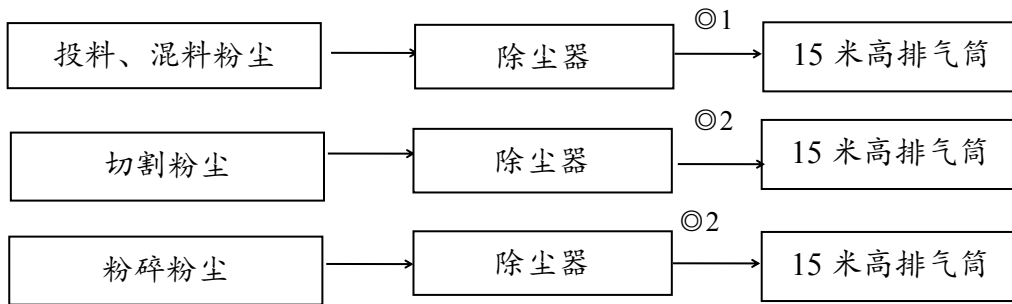 ◎1
投料、混料粉尘 除尘器 15 米高排气筒
◎2
切割粉尘 除尘器 15 米高排气筒
◎2
粉碎粉尘 除尘器 15 米高排气筒